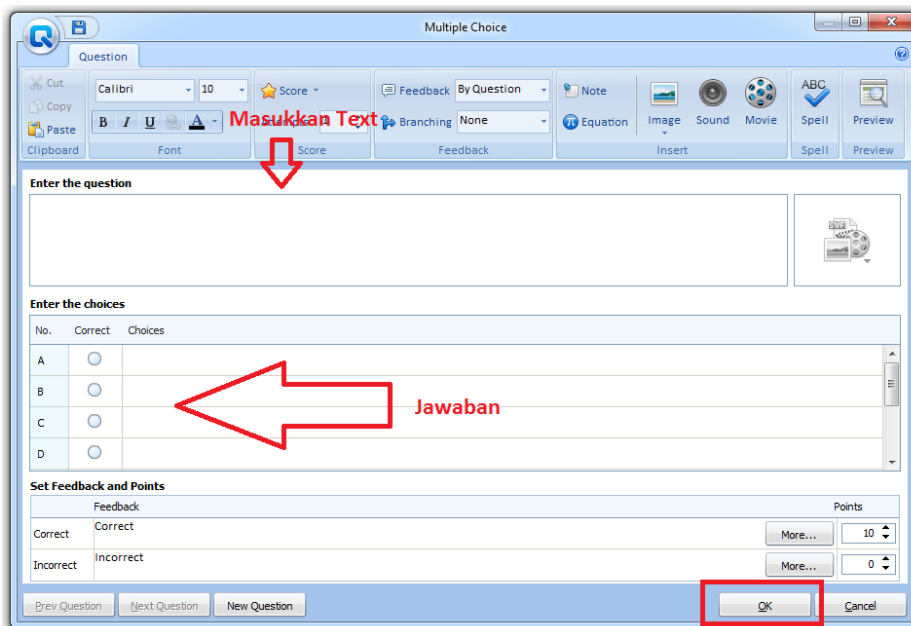 Multiple Choice
Question
Cut
Copy
Paste
Clipboard
Calibri 10
B I U A
Font
Score
Masukkan Text
Score
Feedback By Question
Branching None
Feedback
Note
Equation
Image
Sound
Movie
Insert
ABC
Spell
Spell
Preview
Preview
Enter the question
Enter the choices
No. Correct Choices
A
B
C
D
Jawaban
Set Feedback and Points
Feedback Points
Correct Correct More... 10
Incorrect Incorrect More... 0
Prev Question Next Question New Question OK Cancel